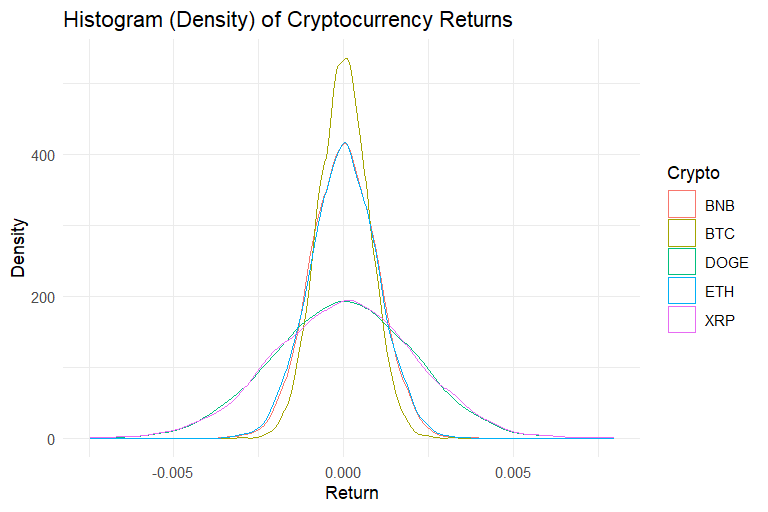 Histogram (Density) of Cryptocurrency Returns
Density
400
200
0
-0.005
0.000
0.005
Return
Crypto
BNB
BTC
DOGE
ETH
XRP